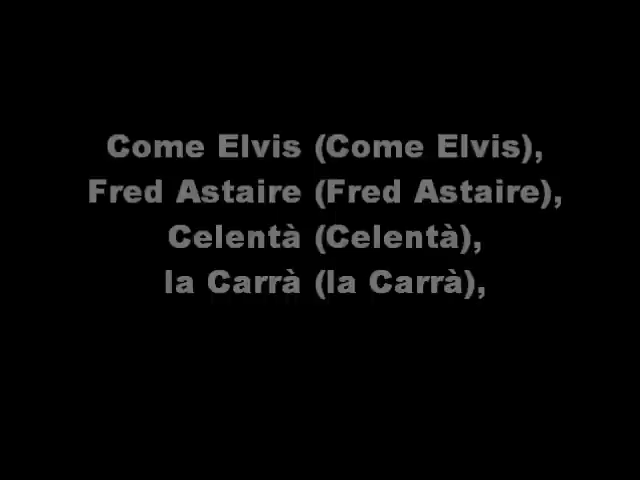 Come Elvis (Come Elvis),
Fred Astaire (Fred Astaire),
Celentà (Celentà),
la Carrà (la Carrà),